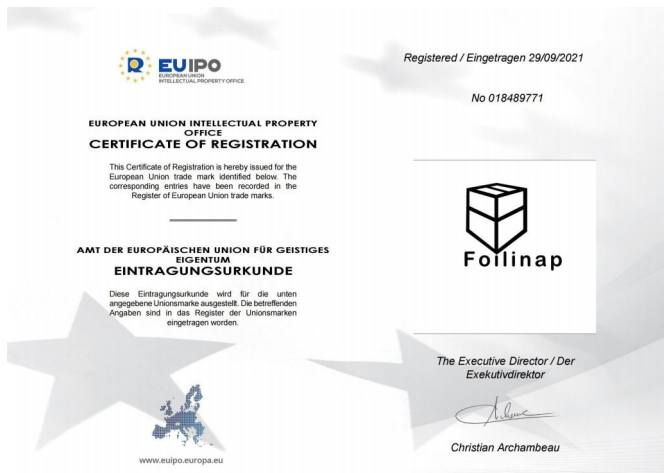 EUIPO
EUROPEAN UNION
INTELLECTUAL PROPERTY OFFICE
EUROPEAN UNION INTELLECTUAL PROPERTY
OFFICE
CERTIFICATE OF REGISTRATION
This Certificate of Registration is hereby issued for the
European Union trade mark identified below. The
corresponding entries have been recorded in the
Register of European Union trade marks.
AMT DER EUROPÄISCHEN UNION FÜR GEISTIGES
EIGENTUM
EINTRAGUNGSURKUNDE
Diese Eintragungsurkunde wird für die unten
angegebene Unionsmarke ausgestellt. Die betreffenden
Angaben sind in das Register der Unionsmarken
eingetragen worden.
www.euipo.europa.eu
Registered / Eingetragen 29/09/2021
No 018489771
Foilinap
The Executive Director / Der
Exekutivdirektor
Christian Archambeau